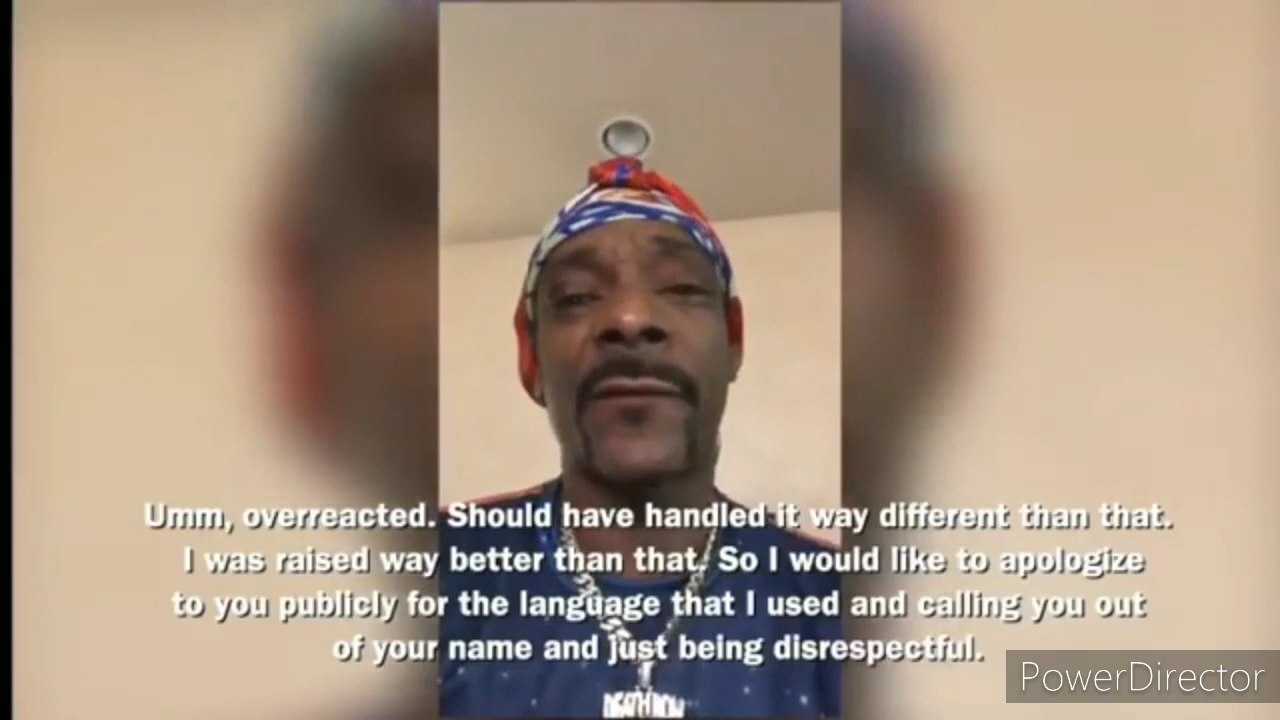 Umm, overreacted. Should have handled it way different than that.
I was raised way better than that. So I would like to apologize
to you publicly for the language that I used and calling you out
of your name and just being disrespectful.
DEATH ROW
PowerDirector